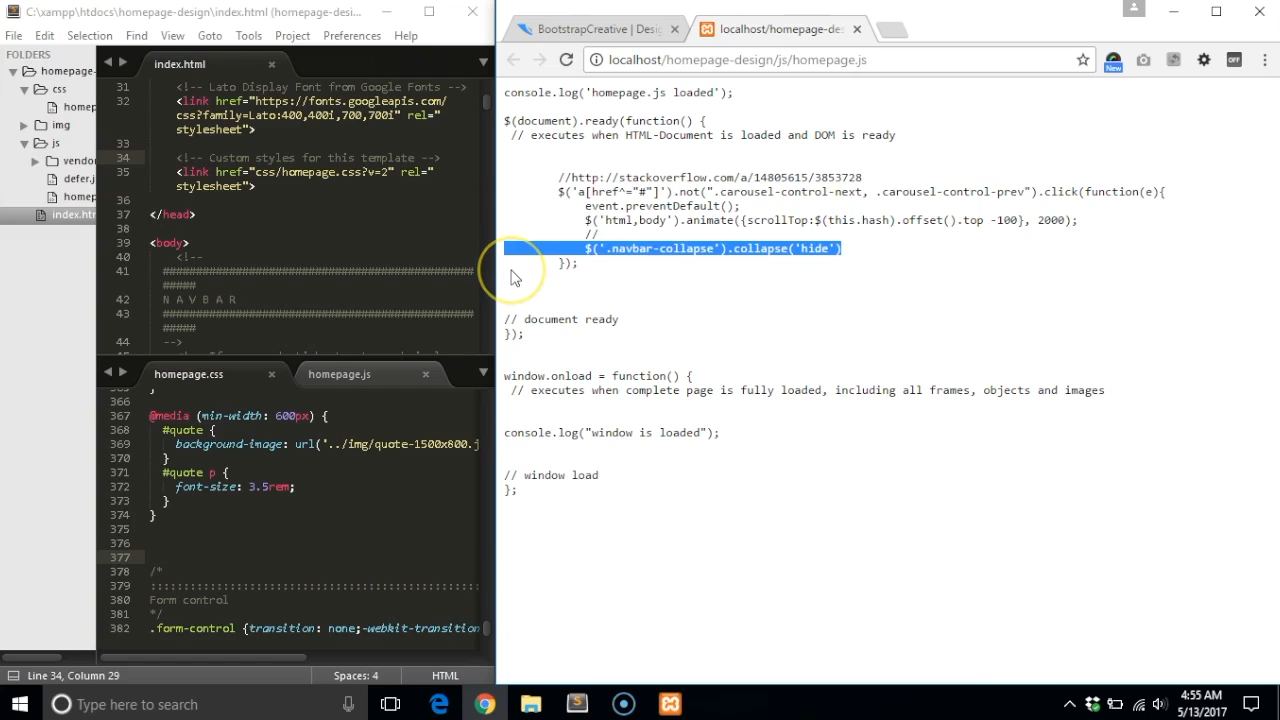 C:\xampp\htdocs\homepage-design\index.html (homepage-desi...
File Edit Selection Find View Goto Tools Project Preferences Help
FOLDERS
homepage-
css
homep
img
js
vendo
defer.j
homep
index.htm
index.html
31 <!-- Lato Display Font from Google Fonts -->
32 <link href="https://fonts.googleapis.com/
css?family=Lato:400,400i,700,700i" rel="
stylesheet">
33
34 <!-- Custom styles for this template -->
35 <link href="css/homepage.css?v=2" rel="
stylesheet">
36
37 </head>
38
39 <body>
40 <!--
41 ###############################################
#####
42 N A V B A R
43 ###############################################
#####
44 -->
homepage.css
homepage.js
366 }
367 @media (min-width: 600px) {
368 #quote {
369 background-image: url('../img/quote-1500x800.j
370 }
371 #quote p {
372 font-size: 3.5rem;
373 }
374 }
375
376
377
378 /*
379 ::::::::::::::::::::::::::::::::::::::::::::::::::
380 Form control
381 */
382 .form-control {transition: none;-webkit-transition
Line 34, Column 29
Spaces: 4
HTML
BootstrapCreative | Desig
localhost/homepage-des
localhost/homepage-design/js/homepage.js
New
OFF
console.log('homepage.js loaded');
$(document).ready(function() {
// executes when HTML-Document is loaded and DOM is ready
//http://stackoverflow.com/a/14805615/3853728
$('a[href^="#"]').not(".carousel-control-next, .carousel-control-prev").click(function(e){
event.preventDefault();
$('html,body').animate({scrollTop:$(this.hash).offset().top -100}, 2000);
//
$('.navbar-collapse').collapse('hide')
});
// document ready
});
window.onload = function() {
// executes when complete page is fully loaded, including all frames, objects and images
console.log("window is loaded");
// window load
};
Type here to search
4:55 AM
5/13/2017